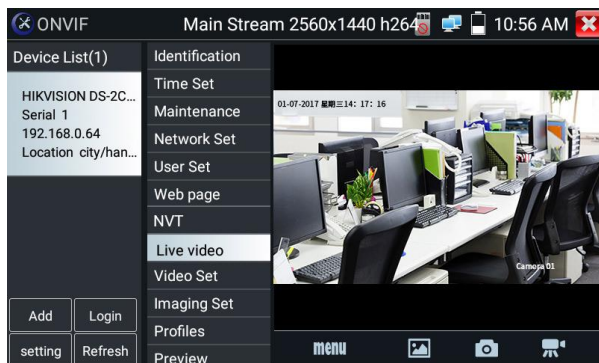 ONVIF
Main Stream 2560x1440 h264
10:56 AM
Device List(1)
HIKVISION DS-2C...
Serial 1
192.168.0.64
Location city/han...
Add
Login
setting
Refresh
Identification
Time Set
Maintenance
Network Set
User Set
Web page
NVT
Live video
Video Set
Imaging Set
Profiles
Preview
01-07-2017 星期三14: 17: 16
Camera 01
menu